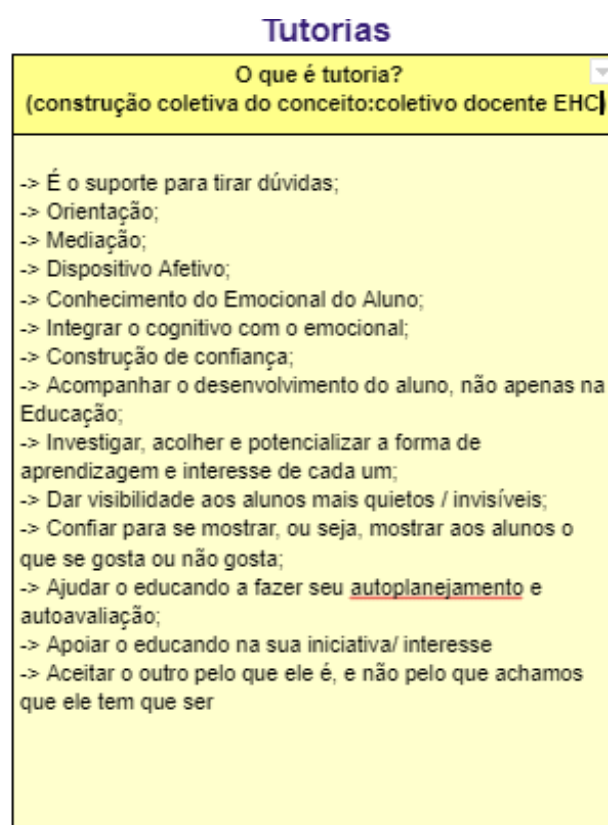 Tutorias
O que é tutoria?
(construção coletiva do conceito:coletivo docente EHC)
-> É o suporte para tirar dúvidas;
-> Orientação;
-> Mediação;
-> Dispositivo Afetivo;
-> Conhecimento do Emocional do Aluno;
-> Integrar o cognitivo com o emocional;
-> Construção de confiança;
-> Acompanhar o desenvolvimento do aluno, não apenas na
Educação;
-> Investigar, acolher e potencializar a forma de
aprendizagem e interesse de cada um;
-> Dar visibilidade aos alunos mais quietos / invisíveis;
-> Confiar para se mostrar, ou seja, mostrar aos alunos o
que se gosta ou não gosta;
-> Ajudar o educando a fazer seu autoplanejamento e
autoavaliação;
-> Apoiar o educando na sua iniciativa/ interesse
-> Aceitar o outro pelo que ele é, e não pelo que achamos
que ele tem que ser